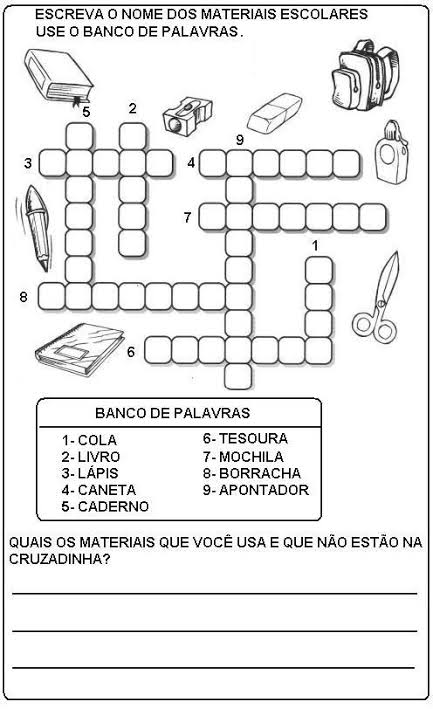 ESCREVA O NOME DOS MATERIAIS ESCOLARES
USE O BANCO DE PALAVRAS.
5
2
9
3
4
7
1
8
6
BANCO DE PALAVRAS
1- COLA
2- LIVRO
3- LÁPIS
4- CANETA
5- CADERNO
6- TESOURA
7- MOCHILA
8- BORRACHA
9- APONTADOR
QUAIS OS MATERIAIS QUE VOCÊ USA E QUE NÃO ESTÃO NA
CRUZADINHA?